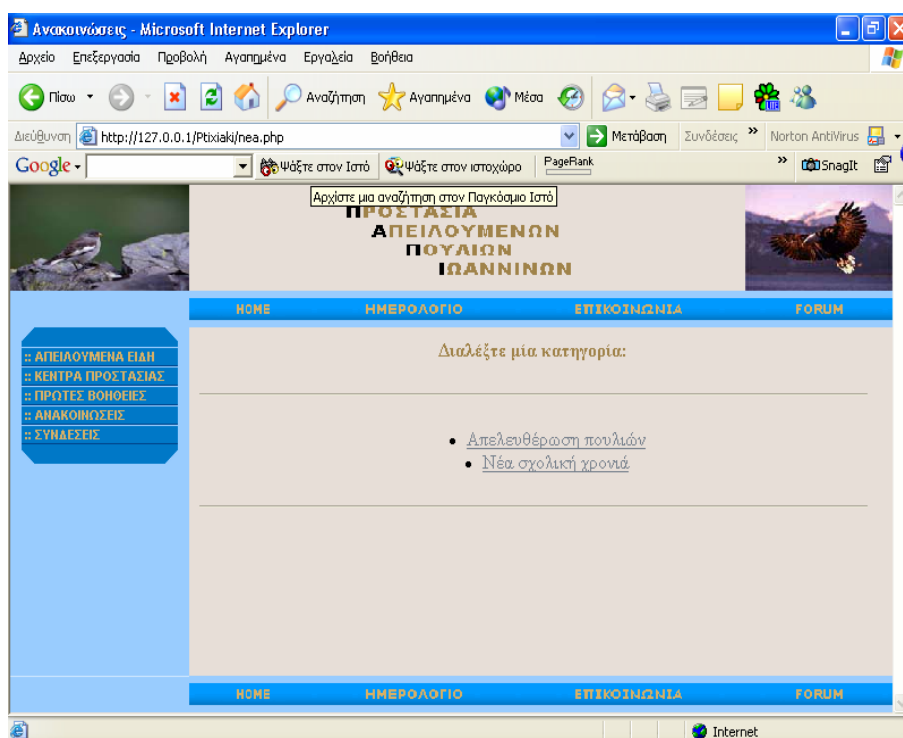 Ανακοινώσεις - Microsoft Internet Explorer
Αρχείο Επεξεργασία Προβολή Αγαπημένα Εργαλεία Βοήθεια
Πίσω Αναζήτηση Αγαπημένα Μέσα
Διεύθυνση http://127.0.0.1/Ptixiaki/nea.php Μετάβαση Συνδέσεις » Norton AntiVirus
Google Ψάξτε στον Ιστό Ψάξτε στον ιστοχώρο PageRank » SnagIt
Αρχίστε μια αναζήτηση στον Παγκόσμιο Ιστό
ΠΡΟΣΤΑΣΙΑ
ΑΠΕΙΛΟΥΜΕΝΩΝ
ΠΟΥΛΙΩΝ
ΙΩΑΝΝΙΝΩΝ
HOME ΗΜΕΡΟΛΟΓΙΟ ΕΠΙΚΟΙΝΩΝΙΑ FORUM
:: ΑΠΕΙΛΟΥΜΕΝΑ ΕΙΔΗ
:: ΚΕΝΤΡΑ ΠΡΟΣΤΑΣΙΑΣ
:: ΠΡΩΤΕΣ ΒΟΗΘΕΙΕΣ
:: ΑΝΑΚΟΙΝΩΣΕΙΣ
:: ΣΥΝΔΕΣΕΙΣ
Διαλέξτε μία κατηγορία:
• Απελευθέρωση πουλιών
• Νέα σχολική χρονιά
HOME ΗΜΕΡΟΛΟΓΙΟ ΕΠΙΚΟΙΝΩΝΙΑ FORUM
Internet